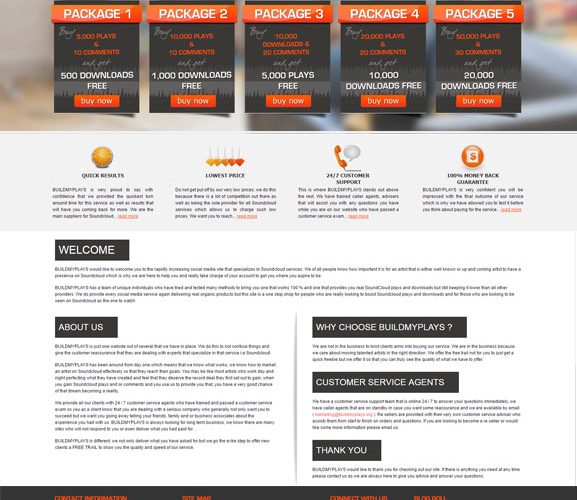 PACKAGE 1
PACKAGE 2
PACKAGE 3
PACKAGE 4
PACKAGE 5
Buy
5,000 PLAYS
&
10 COMMENTS
and get
500 DOWNLOADS
FREE
buy now
Buy
10,000 PLAYS
&
10 COMMENTS
and get
1,000 DOWNLOADS
FREE
buy now
Buy
10,000
DOWNLOADS &
20 COMMENTS
and get
5,000 PLAYS
FREE
buy now
Buy
20,000 PLAYS
&
20 COMMENTS
and get
10,000
DOWNLOADS FREE
buy now
Buy
50,000 PLAYS
&
30 COMMENTS
and get
20,000
DOWNLOADS FREE
buy now
QUICK RESULTS
BUILDMYPLAYS is very proud to say with
confidence that we provided the quickest turn
around time for this service as well as results that
will have you coming back for more. We are the
main suppliers for Soundcloud... read more
LOWEST PRICE
Do not get put off by our very low prices, we do this
because there is a lot of competition out there as
well as being the sole provider for all Soundcloud
services which allows us to charge such low
prices. We want you to reach... read more
24/7 CUSTOMER
SUPPORT
This is where BUILDMYPLAYS stands out above
the rest. We have trained caller agents, advisers
that will assist you with any questions you have
while you are on our website who have passed a
customer service exam... read more
100% MONEY BACK
GUARANTEE
BUILDMYPLAYS is very confident you will be
impressed with the final outcome of our service
which is why we have allowed you to test it before
you think about paying for the service... read more
WELCOME
BUILDMYPLAYS would like to welcome you to the rapidly increasing social media site that specializes in Soundcloud services. We of all people know how important it is for an artist that is either well known or up and coming artist to have a
presence on Soundcloud which is why we are here to help you and ready take charge of your account to get you where you aspire to be.
BUILDMYPLAYS has a team of unique individuals who have tried and tested many methods to bring you one that works 100 % and one that provides you real SoundCloud plays and downloads but still keeping it lower than all other
providers. We do provide every social media service again delivering real organic products but this site is a one stop shop for people who are really looking to boost Soundcloud plays and downloads and for those who are looking to be
seen on Soundcloud as the one to watch
ABOUT US
BUILDMYPLAYS is just one website out of several that we have in place. We do this to not confuse things and
give the customer reassurance that they are dealing with experts that specialize in that service i.e Soundcloud.
BUILDMYPLAYS has been around from day one which means that we know what works, we know how to market
an artist on Soundcloud effectively so that they reach their goals. You may be like most artists who work day and
night perfecting what they have created and feel that they deserve the record deal they set out to gain, when
you gain Soundcloud plays and or comments and you use us to provide you that, you have a very good chance
of that dream becoming a reality.
We provide all our clients with 24 / 7 customer service agents who have trained and passed a customer service
exam so you as a client know that you are dealing with a serious company who generally not only want you to
succeed but we want you going away telling your friends, family and or business associates about the
experience you had with us. BUILDMYPLAYS is always looking for long term business, we know there are many
sites who will not respond to you or even deliver what you had paid for...
BUILDMYPLAYS is different, we not only deliver what you have asked for but we go the extra step to offer new
clients a FREE TRAIL to show you the quality and speed of our service.
WHY CHOOSE BUILDMYPLAYS ?
We are not in the business to twist clients arms into buying our service. We are in the business because
we care about moving talented artists in the right direction. We offer the free trail not for you to just get a
quick freebie but we offer it so that you can truly see the quality of what we have to offer.
CUSTOMER SERVICE AGENTS
We have a customer support team that is online 24 / 7 to answer your questions immediately, we
have caller agents that are on standby, in case you want some reassurance and we are available by email
( marketing@buildmyplays.org ). Re sellers are provided with their very own customer service advisor who
assists them from start to finish on orders and questions. If you are looking to become a re seller or would
like some more information please email us.
THANK YOU
BUILDMYPLAYS would like to thank you for checking out our site. If there is anything you need at any time
please contact us as we are always here to give you advice and answer your questions.
CONTACT INFORMATION
SITE MAP
CONNECT WITH US
BLOG ROLL